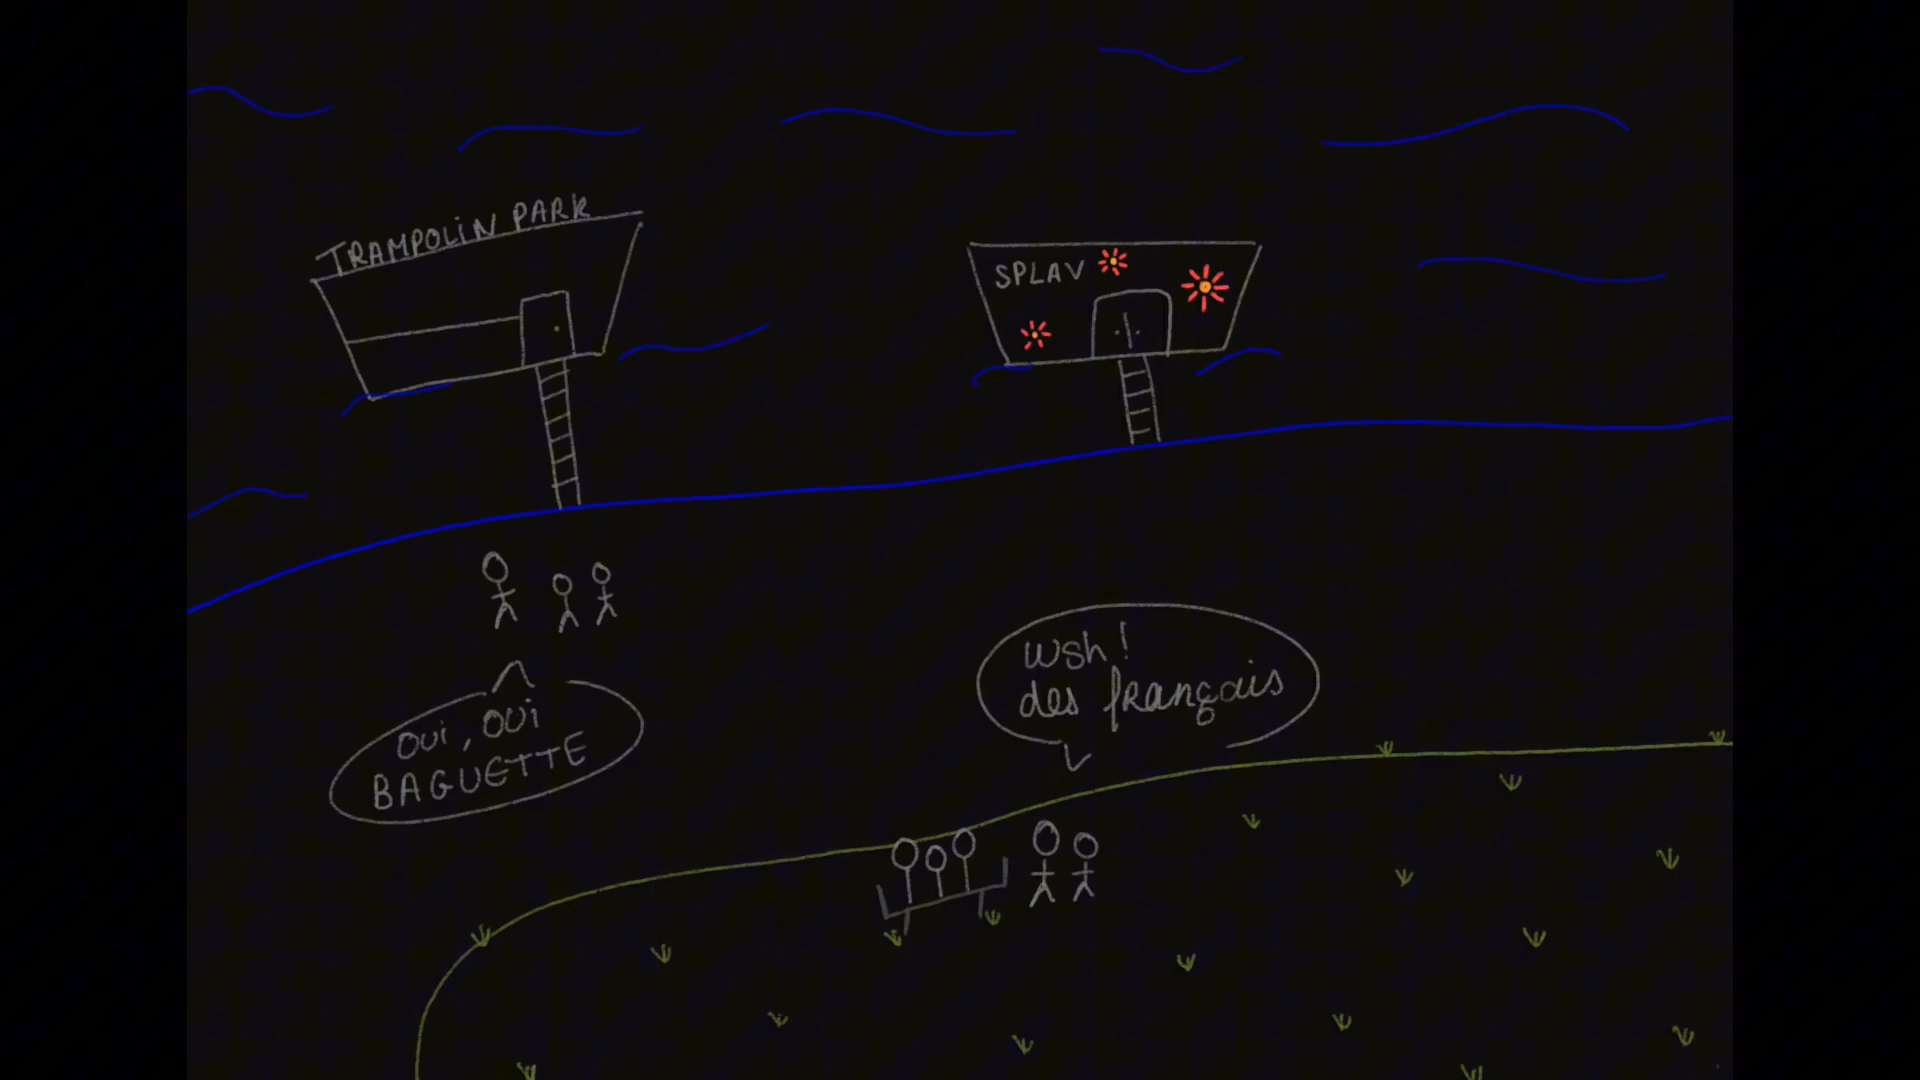 TRAMPOLiN PARK
SPLAV
wsh!
des français
oui, oui
BAGUETTE